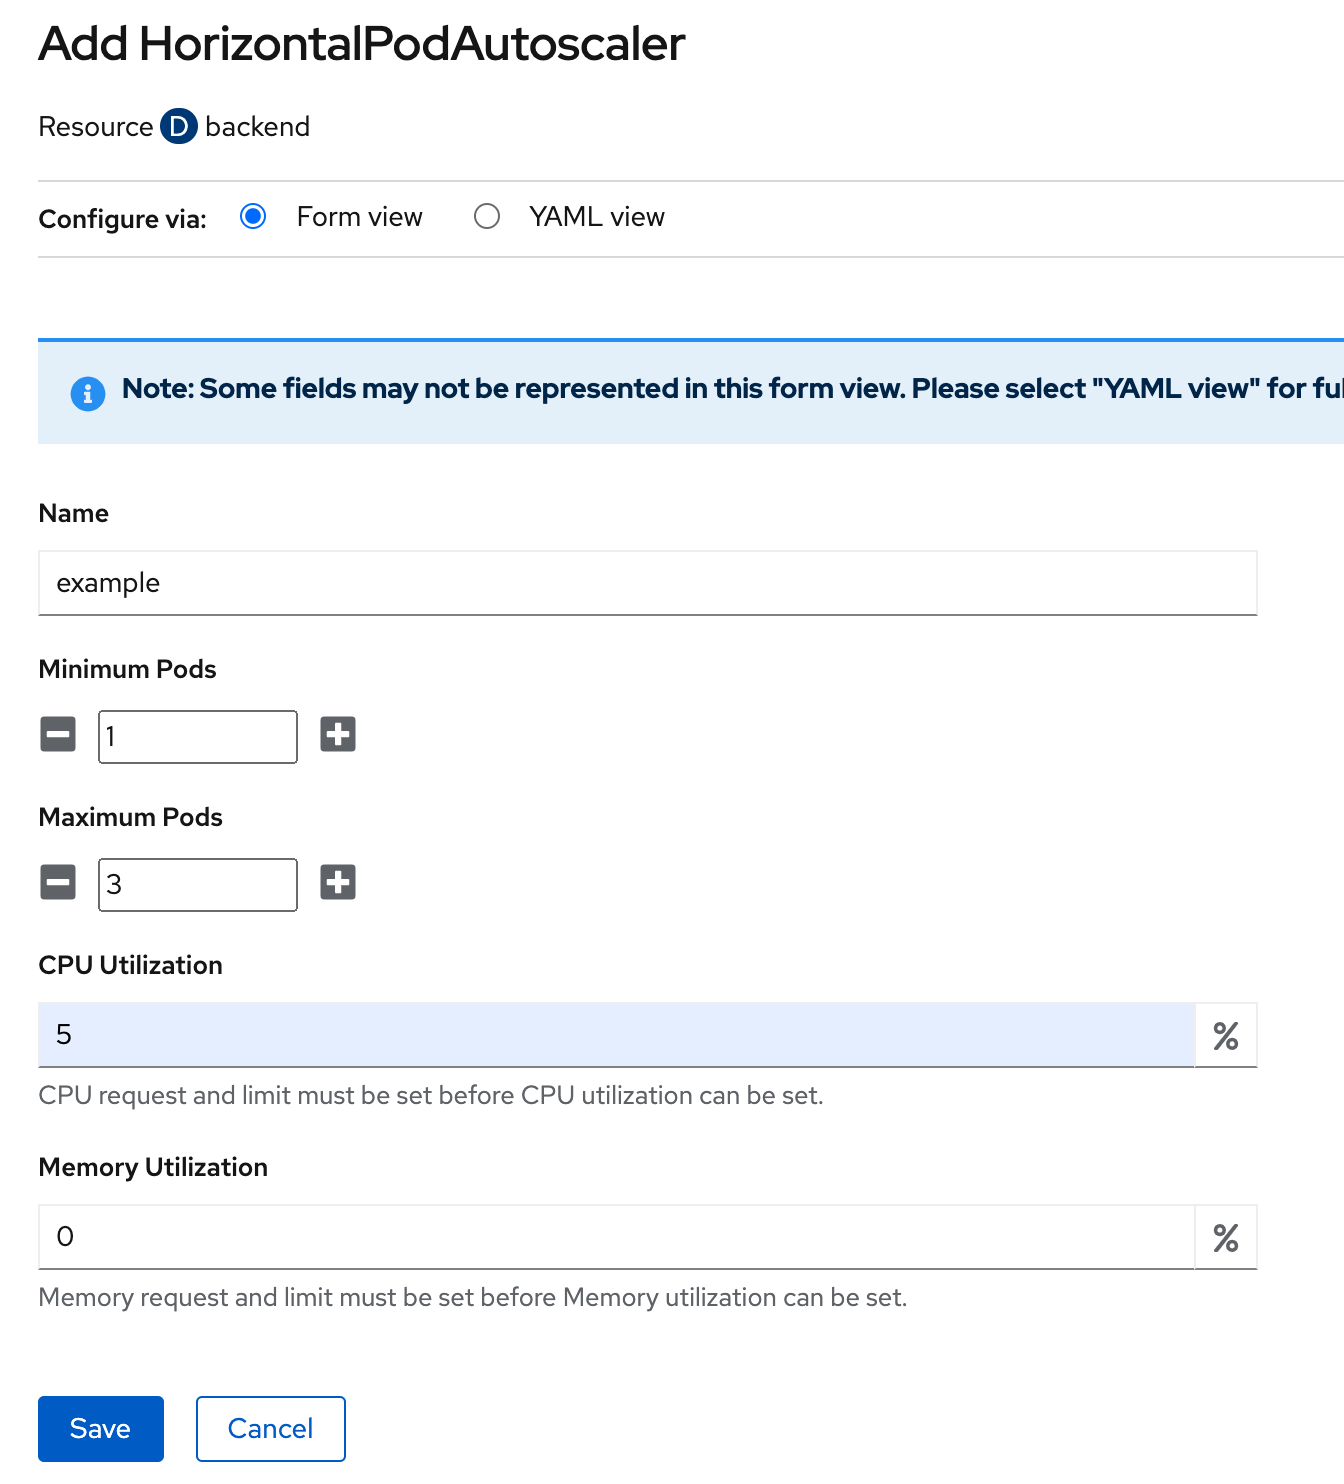 Add HorizontalPodAutoscaler
Resource D backend
Configure via: Form view YAML view
Note: Some fields may not be represented in this form view. Please select "YAML view" for
Name
example
Minimum Pods
1
Maximum Pods
3
CPU Utilization
5 %
CPU request and limit must be set before CPU utilization can be set.
Memory Utilization
0 %
Memory request and limit must be set before Memory utilization can be set.
Save Cancel